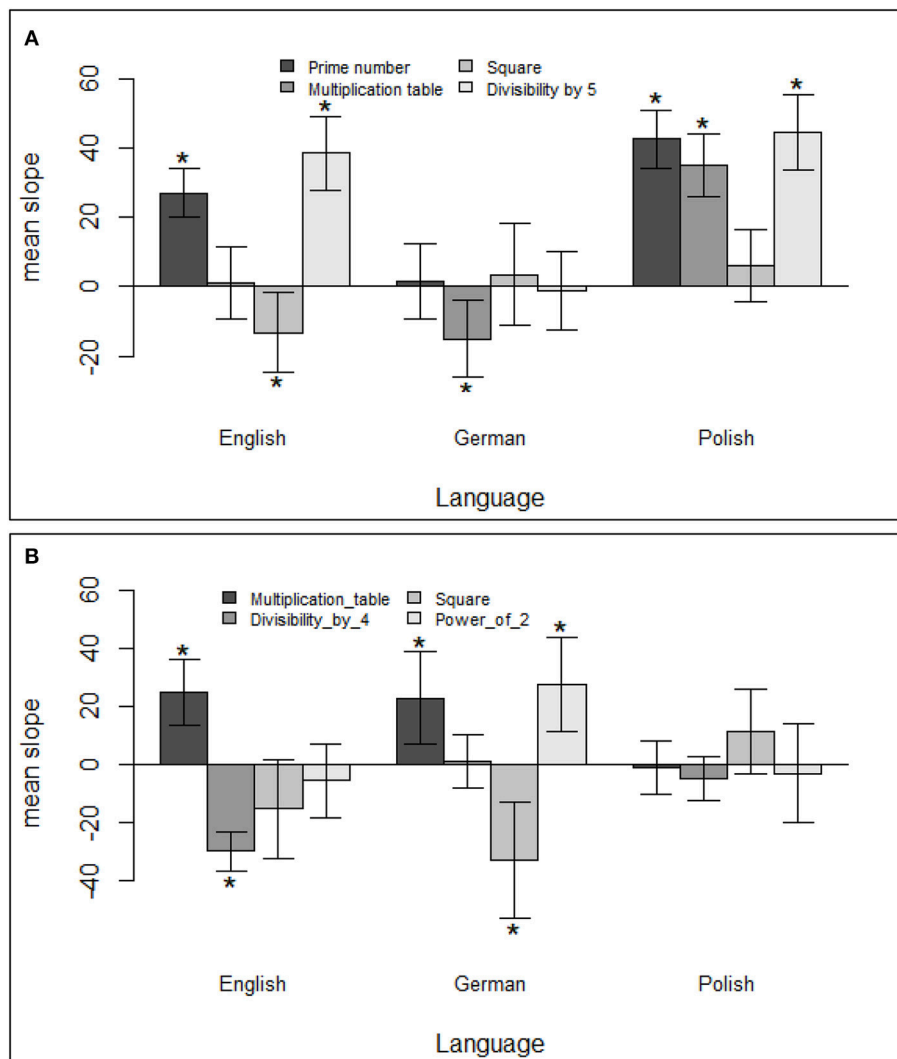 A
Prime number Square
Multiplication table Divisibility by 5
60
40
20
0
-20
mean slope
* * * * * * *
English German Polish
Language
B
Multiplication_table Square
Divisibility_by_4 Power_of_2
60
40
20
0
-20
-40
mean slope
* * * * *
English German Polish
Language